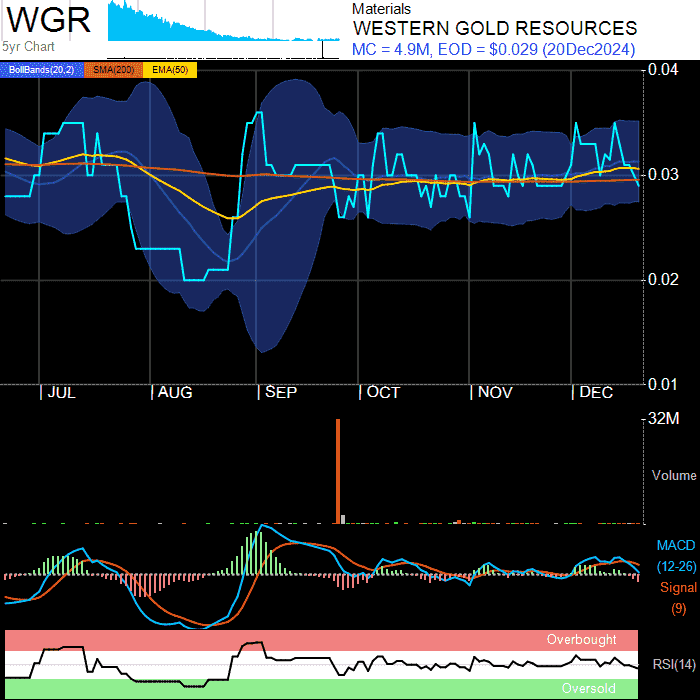 WGR
5yr Chart
Materials
WESTERN GOLD RESOURCES
MC = 4.9M, EOD = $0.029 (20Dec2024)
BollBands(20,2) SMA(200) EMA(50)
0.04
0.03
0.02
0.01
JUL AUG SEP OCT NOV DEC
32M
Volume
MACD
(12-26)
Signal
(9)
Overbought
RSI(14)
Oversold